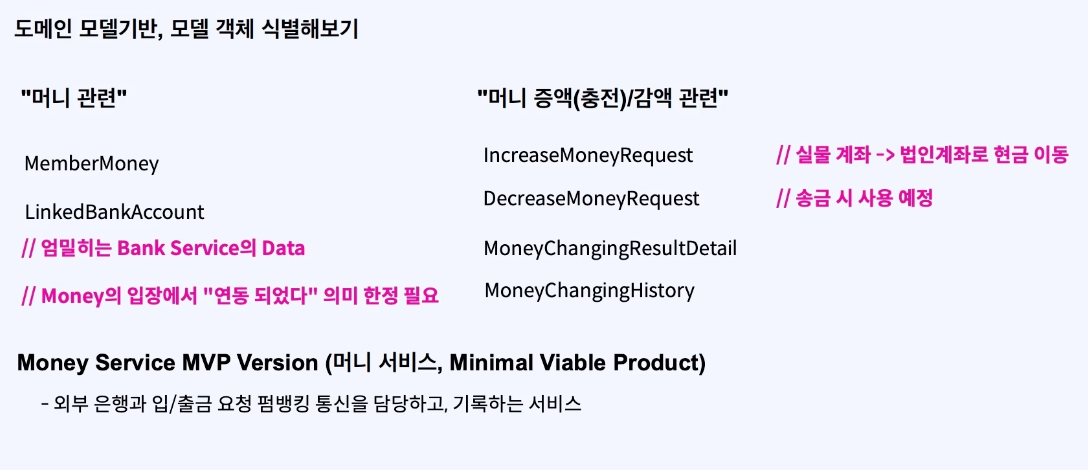 도메인 모델기반, 모델 객체 식별해보기
"머니 관련"
MemberMoney
LinkedBankAccount
// 엄밀히는 Bank Service의 Data
// Money의 입장에서 "연동 되었다" 의미 한정 필요
"머니 증액(충전)/감액 관련"
IncreaseMoneyRequest // 실물 계좌 -> 법인계좌로 현금 이동
DecreaseMoneyRequest // 송금 시 사용 예정
MoneyChangingResultDetail
MoneyChangingHistory
Money Service MVP Version (머니 서비스, Minimal Viable Product)
- 외부 은행과 입/출금 요청 펌뱅킹 통신을 담당하고, 기록하는 서비스